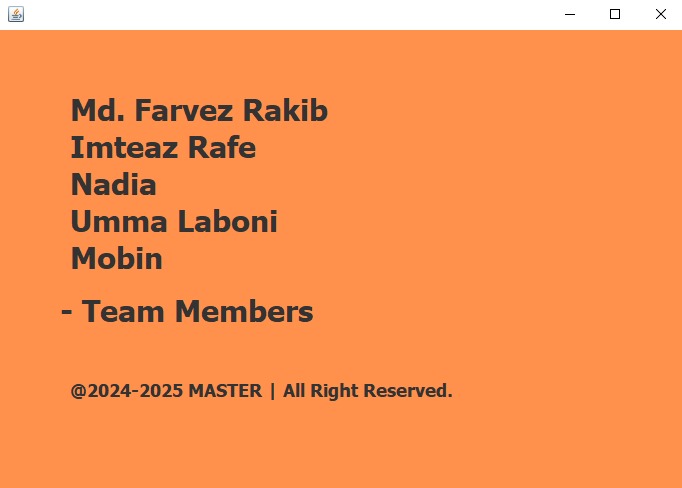 Md. Farvez Rakib
Imteaz Rafe
Nadia
Umma Laboni
Mobin
- Team Members
@2024-2025 MASTER | All Right Reserved.